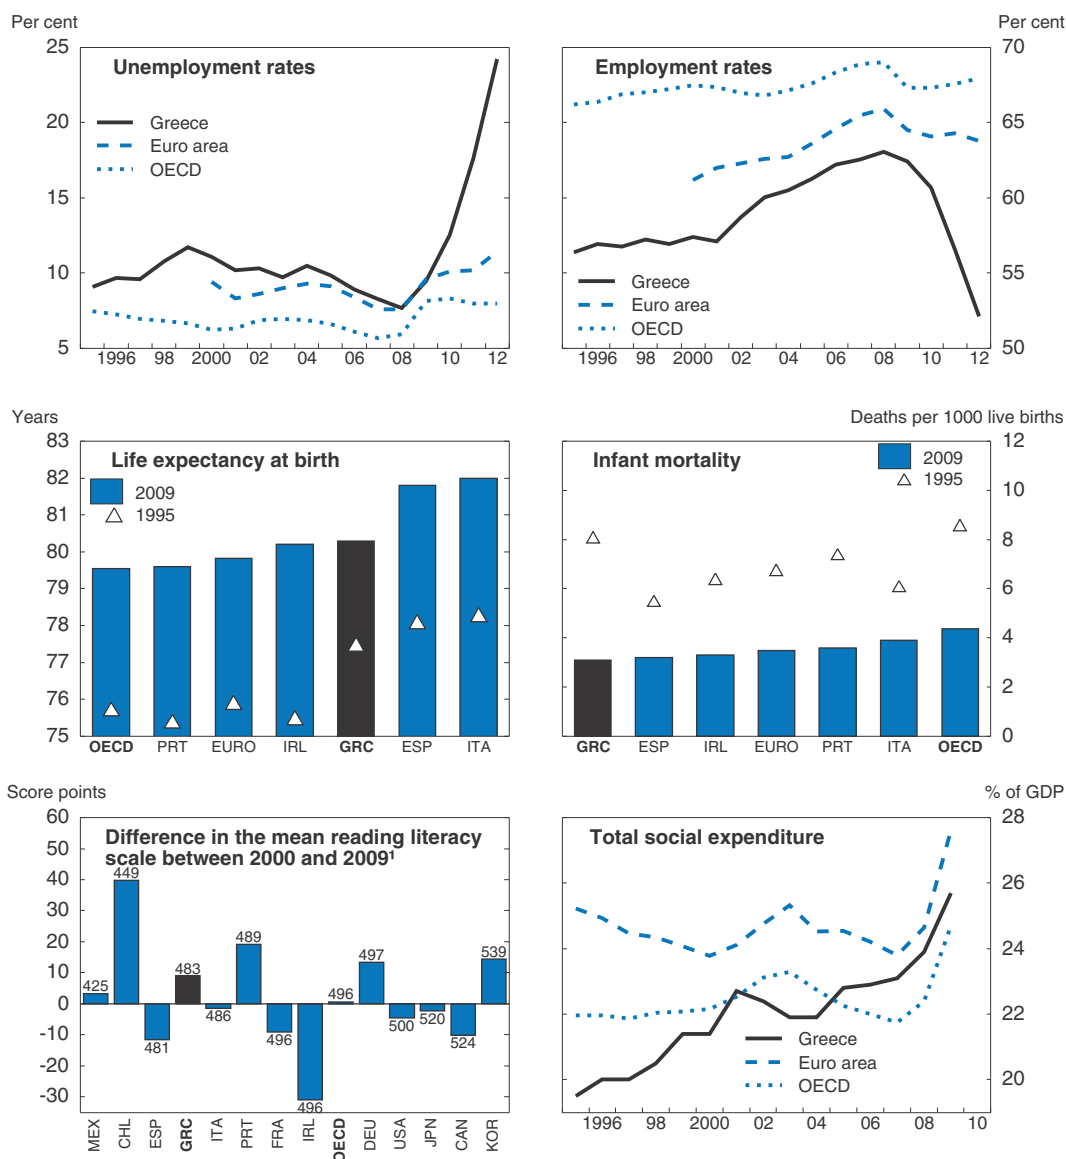 Per cent
Per cent
25
20
15
10
5
Unemployment rates
Greece
Euro area
OECD
1996 98 2000 02 04 06 08 10 12
70
65
60
55
50
Employment rates
Greece
Euro area
OECD
1996 98 2000 02 04 06 08 10 12
Years
Deaths per 1000 live births
83
82
81
80
79
78
77
76
75
Life expectancy at birth
2009
1995
OECD PRT EURO IRL GRC ESP ITA
12
10
8
6
4
2
0
Infant mortality
2009
1995
GRC ESP IRL EURO PRT ITA OECD
Score points
% of GDP
60
50
40
30
20
10
0
-10
-20
-30
Difference in the mean reading literacy
scale between 2000 and 2009¹
425 449 481 483 486 489 496 496 496 497 500 520 524 539
MEX CHL ESP GRC ITA PRT FRA IRL OECD DEU USA JPN CAN KOR
28
26
24
22
20
Total social expenditure
Greece
Euro area
OECD
1996 98 2000 02 04 06 08 10